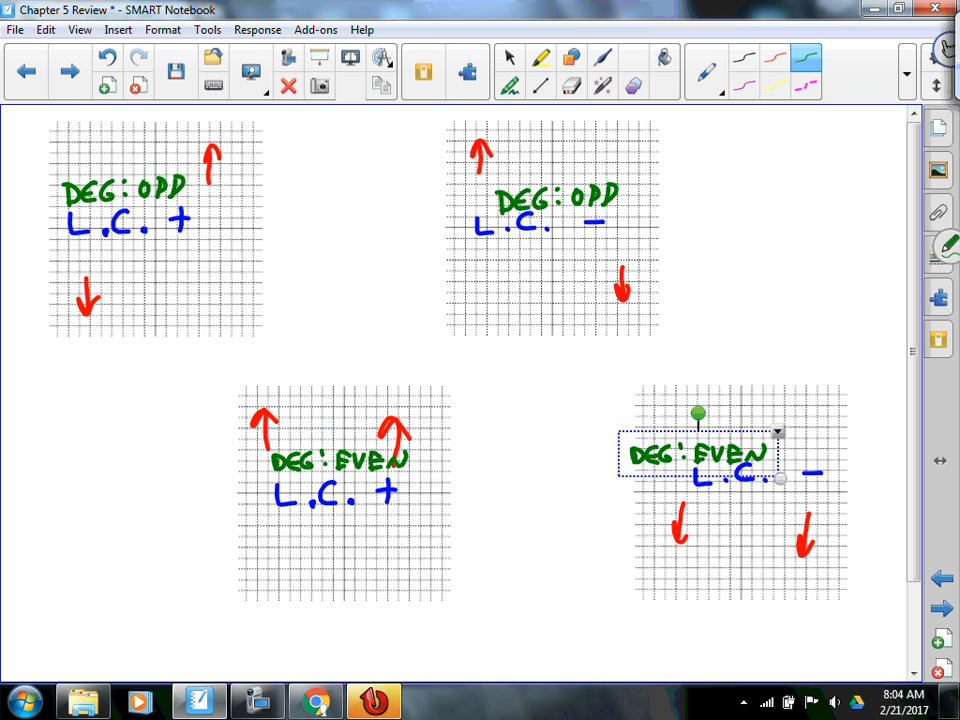 Chapter 5 Review * - SMART Notebook
File Edit View Insert Format Tools Response Add-ons Help
DEG: ODD
L.C. +
DEG: ODD
L.C. -
DEG: EVEN
L.C. +
DEG: EVEN
L.C. -
8:04 AM
2/21/2017